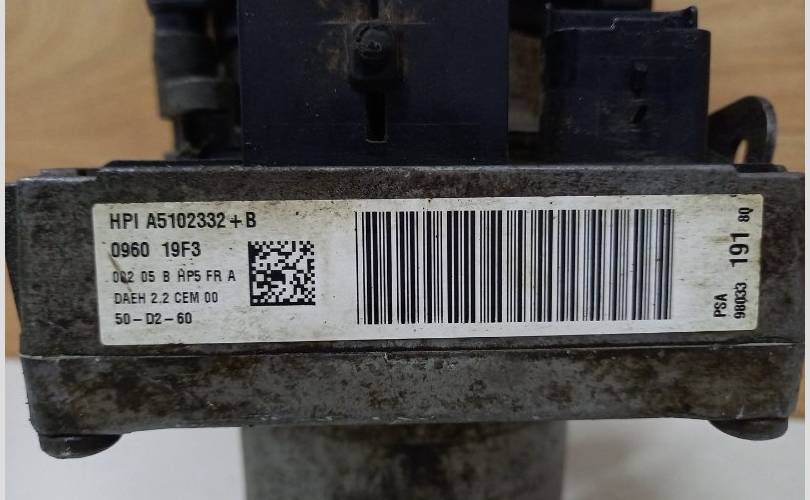 HPI A5102332+B
0960 19F3
002 05 B HP5 FR A
DAEH 2.2 CEM 00
50-D2-60
PSA
98033 191 80